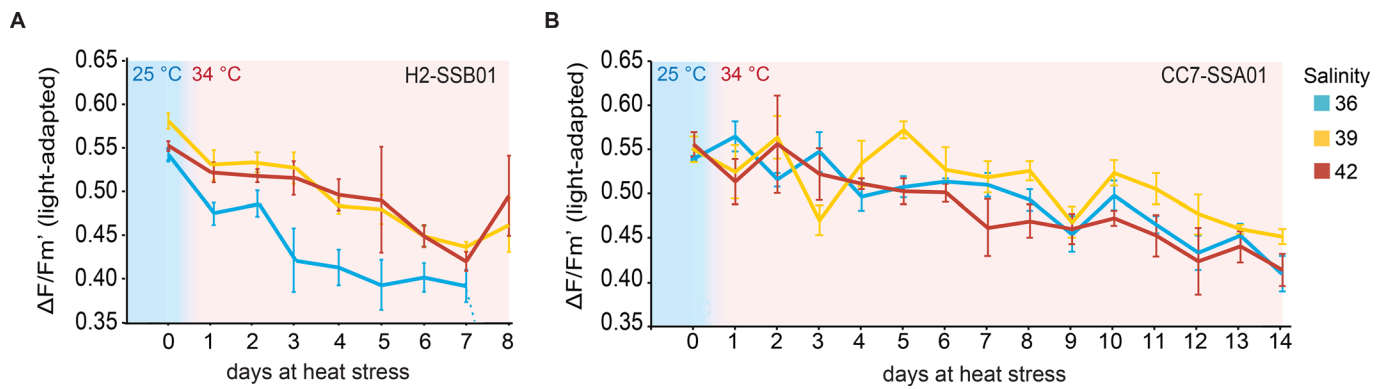 A
B
ΔF/Fm’ (light-adapted)
0.65
0.60
0.55
0.50
0.45
0.40
0.35
25 °C 34 °C H2-SSB01
0 1 2 3 4 5 6 7 8
days at heat stress
ΔF/Fm’ (light-adapted)
0.65
0.60
0.55
0.50
0.45
0.40
0.35
25 °C 34 °C CC7-SSA01
0 1 2 3 4 5 6 7 8 9 10 11 12 13 14
days at heat stress
Salinity
36
39
42